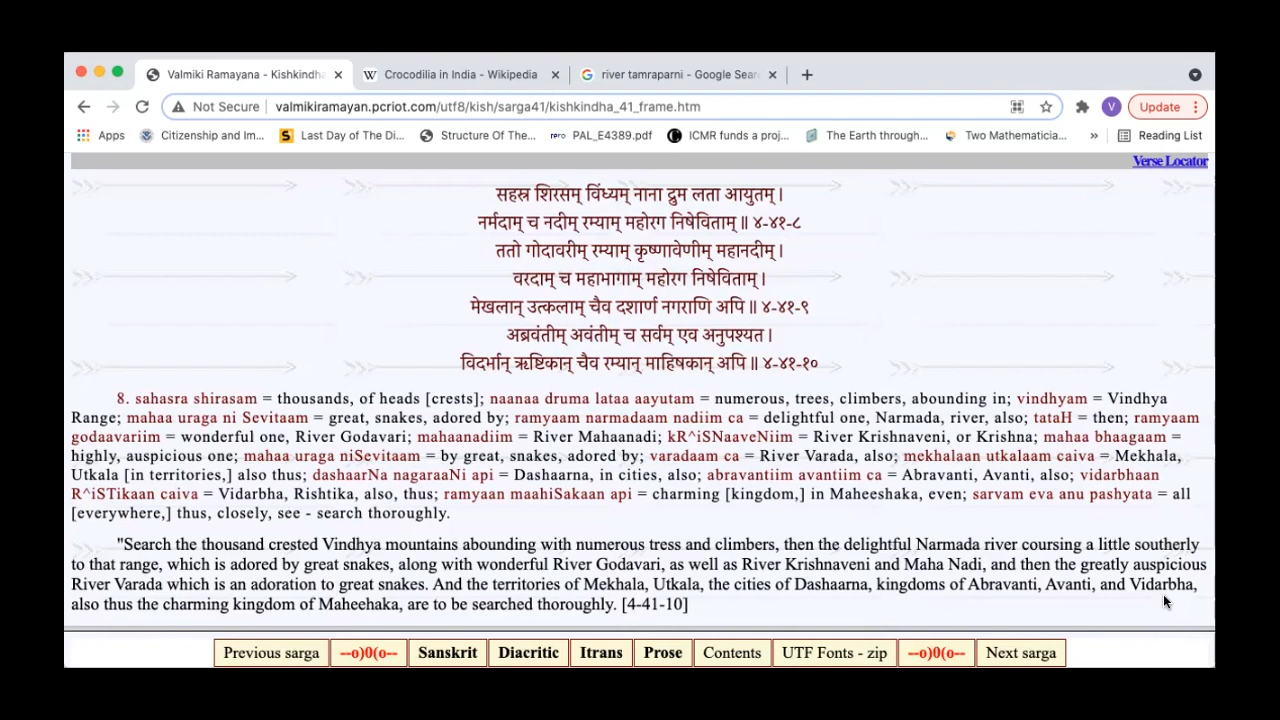 Valmiki Ramayana - Kishkindha
Crocodilia in India - Wikipedia
river tamraparni - Google Sear
Not Secure
valmikiramayan.pcriot.com/utf8/kish/sarga41/kishkindha_41_frame.htm
V
Update
Apps
Citizenship and Im...
Last Day of The Di...
Structure Of The...
PAL_E4389.pdf
ICMR funds a proj...
The Earth through...
Two Mathematicia...
»
Reading List
Verse Locator
सहस्र शिरसम् विंध्यम् नाना द्रुम लता आयुतम् ।
नर्मदाम् च नदीम् रम्याम् महोरग निषेविताम् ॥ ४-४१-८
ततो गोदावरीम् रम्याम् कृष्णावेणीम् महानदीम् ।
वरदाम् च महाभागाम् महोरग निषेविताम् ।
मेखलान् उत्कलाम् चैव दशार्ण नगराणि अपि ॥ ४-४१-९
अब्रवंतीम् अवंतीम् च सर्वम् एव अनुपश्यत ।
विदर्भान् ऋष्टिकान् चैव रम्यान् माहिषकान् अपि ॥ ४-४१-१०
8. sahasra shirasam = thousands, of heads [crests]; naanaa druma lataa aayutam = numerous, trees, climbers, abounding in; vindhyam = Vindhya
Range; mahaa uraga ni Sevitaam = great, snakes, adored by; ramyaam narmadaam nadiim ca = delightful one, Narmada, river, also; tataH = then; ramyaam
godaavariim = wonderful one, River Godavari; mahaanadiim = River Mahaanadi; kR^iSNaaveNiim = River Krishnaveni, or Krishna; mahaa bhaagaam =
highly, auspicious one; mahaa uraga niSevitaam = by great, snakes, adored by; varadaam ca = River Varada, also; mekhalaan utkalaam caiva = Mekhala,
Utkala [in territories,] also thus; dashaarNa nagaraaNi api = Dashaarna, in cities, also; abravantiim avantiim ca = Abravanti, Avanti, also; vidarbhaan
R^iSTikaan caiva = Vidarbha, Rishtika, also, thus; ramyaan maahiSakaan api = charming [kingdom,] in Maheeshaka, even; sarvam eva anu pashyata = all
[everywhere,] thus, closely, see - search thoroughly.
"Search the thousand crested Vindhya mountains abounding with numerous tress and climbers, then the delightful Narmada river coursing a little southerly
to that range, which is adored by great snakes, along with wonderful River Godavari, as well as River Krishnaveni and Maha Nadi, and then the greatly auspicious
River Varada which is an adoration to great snakes. And the territories of Mekhala, Utkala, the cities of Dashaarna, kingdoms of Abravanti, Avanti, and Vidarbha,
also thus the charming kingdom of Maheehaka, are to be searched thoroughly. [4-41-10]
Previous sarga
--o)0(o--
Sanskrit
Diacritic
Itrans
Prose
Contents
UTF Fonts - zip
--o)0(o--
Next sarga